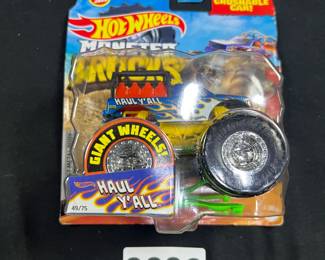 HOT WHEELS
CRUSHABLE CAR!
MONSTER
TRUCKS
HAUL Y'ALL
GIANT WHEELS!
HAUL
Y'ALL
49/75